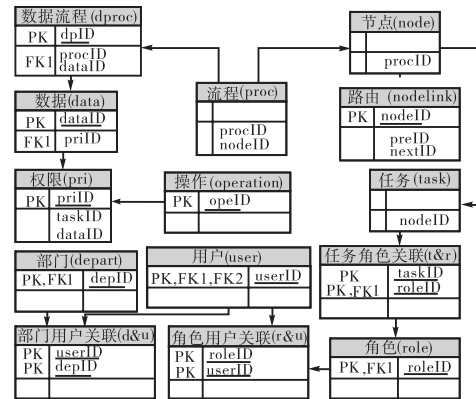 数据流程(dproc)
PK dpID
FK1 procID
dataID
节点(node)
procID
流程(proc)
procID
nodeID
数据(data)
PK dataID
FK1 priID
路由 (nodelink)
PK nodeID
preID
nextID
权限(pri)
PK priID
taskID
dataID
操作(operation)
PK opeID
任务(task)
nodeID
部门(depart)
PK,FK1 depID
用户(user)
PK,FK1,FK2 userID
任务角色关联(t&r)
PK taskID
PK,FK1 roleID
部门用户关联(d&u)
PK userID
PK depID
角色用户关联(r&u)
PK roleID
PK userID
角色(role)
PK,FK1 roleID